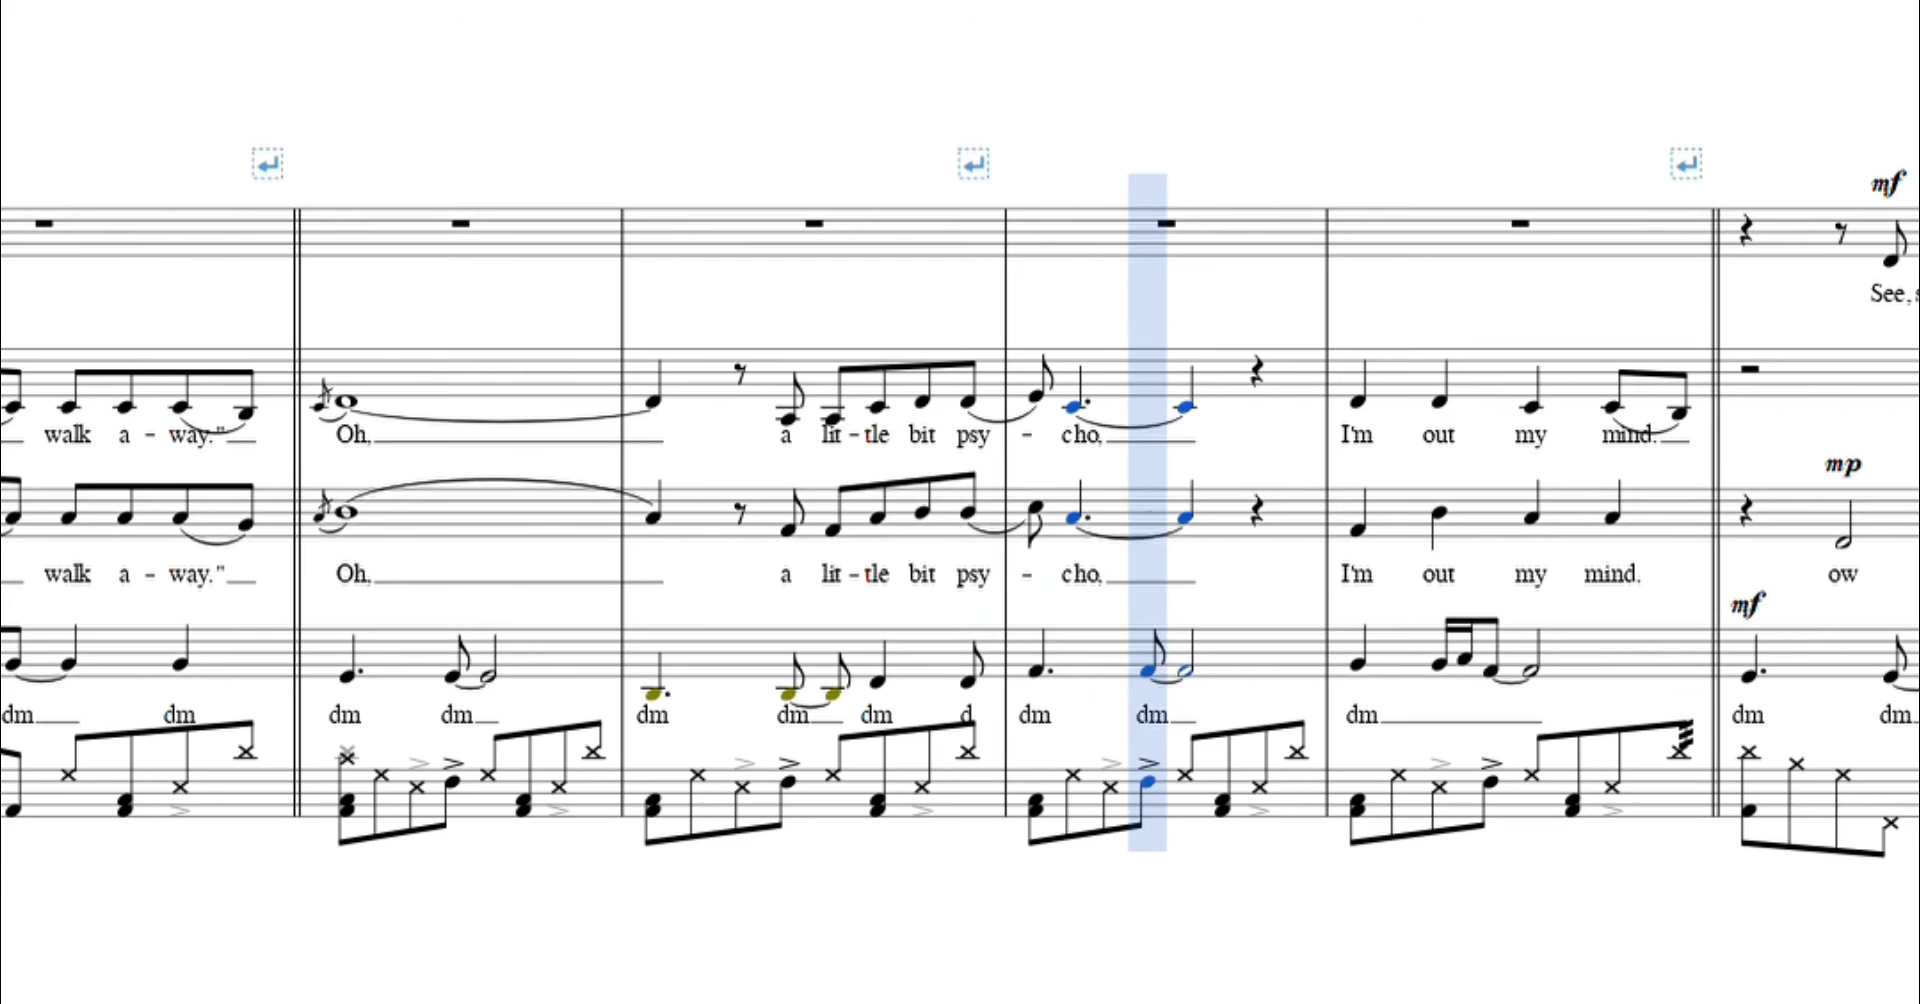 mf
See,
walk a - way."
Oh,
a lit - tle bit psy - cho,
I'm out my mind.
mp
walk a - way."
Oh,
a lit - tle bit psy - cho,
I'm out my mind.
ow
mf
dm dm dm dm dm dm dm d dm dm dm dm dm